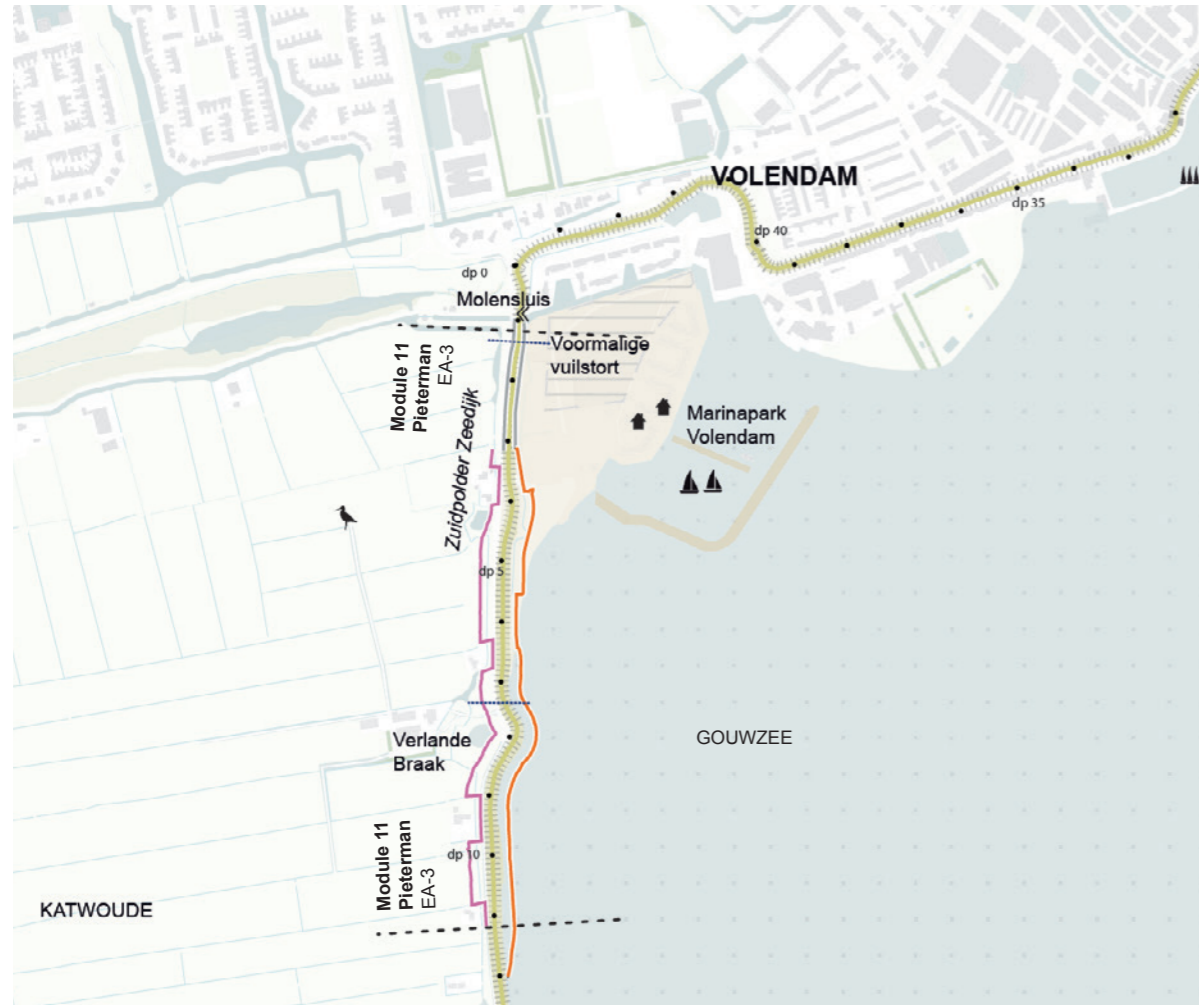 VOLENDAM
dp 35
dp 40
dp 0
Molensluis
Module 11
Pieterman
EA-3
Voormalige
vuilstort
Zuidpolder Zeedijk
Marinapark
Volendam
dp 5
Verlande
Braak
GOUWZEE
Module 11
Pieterman
EA-3
dp 10
KATWOUDE